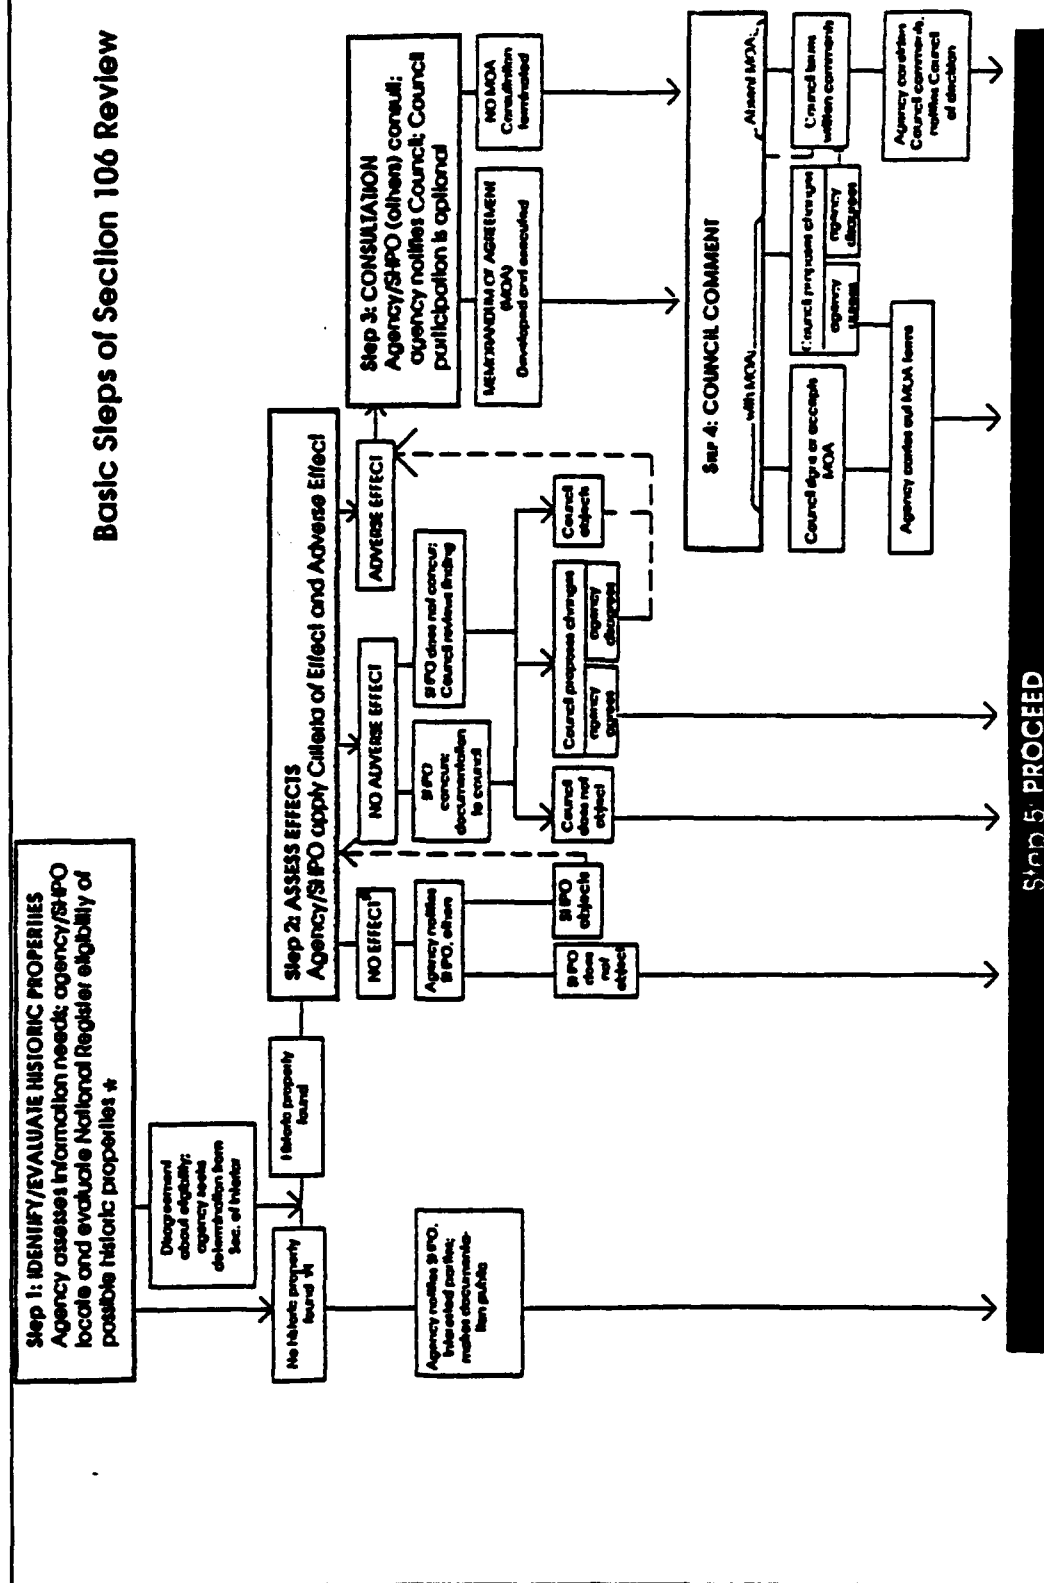 Basic Steps of Section 106 Review
Step 1: IDENTIFY/EVALUATE HISTORIC PROPERTIES
Agency assesses information needs; agency/SHPO
locate and evaluate National Register eligibility of
possible historic properties *
Disagreement
about eligibility;
agency seeks
determination from
Sec. of Interior
No historic property
found *
Historic property
found
Agency notifies SHPO,
interested parties;
makes documenta-
tion public
Step 2: ASSESS EFFECTS
Agency/SHPO apply Criteria of Effect and Adverse Effect
NO EFFECT *
Agency notifies
SHPO, others
SHPO
does
not
object
SHPO
objects
NO ADVERSE EFFECT
SHPO
concurs;
documentation
to council
SHPO does not concur;
Council reviews finding
Council
does not
object
Council proposes changes
agency
agrees
agency
disagrees
Council
objects
ADVERSE EFFECT
Step 3: CONSULTATION
Agency/SHPO (others) consult;
agency notifies Council; Council
participation is optional
MEMORANDUM OF AGREEMENT
(MOA)
Developed and executed
NO MOA
Consultation
terminated
Step 4: COUNCIL COMMENT
with MOA:
Absent MOA:
Council signs or accepts
MOA
Council proposes changes
agency
agency
disagrees
Council issues
written comments
Agency carries out MOA terms
Agency considers
Council comments,
notifies Council
of decision
Step 5: PROCEED